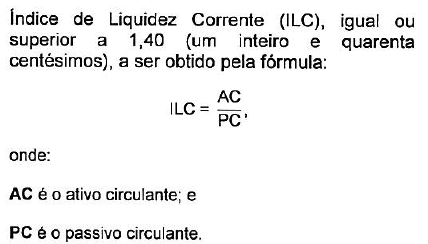 Índice de Liquidez Corrente (ILC), igual ou
superior a 1,40 (um inteiro e quarenta
centésimos), a ser obtido pela fórmula:
ILC = AC
PC,
onde:
AC é o ativo circulante; e
PC é o passivo circulante.